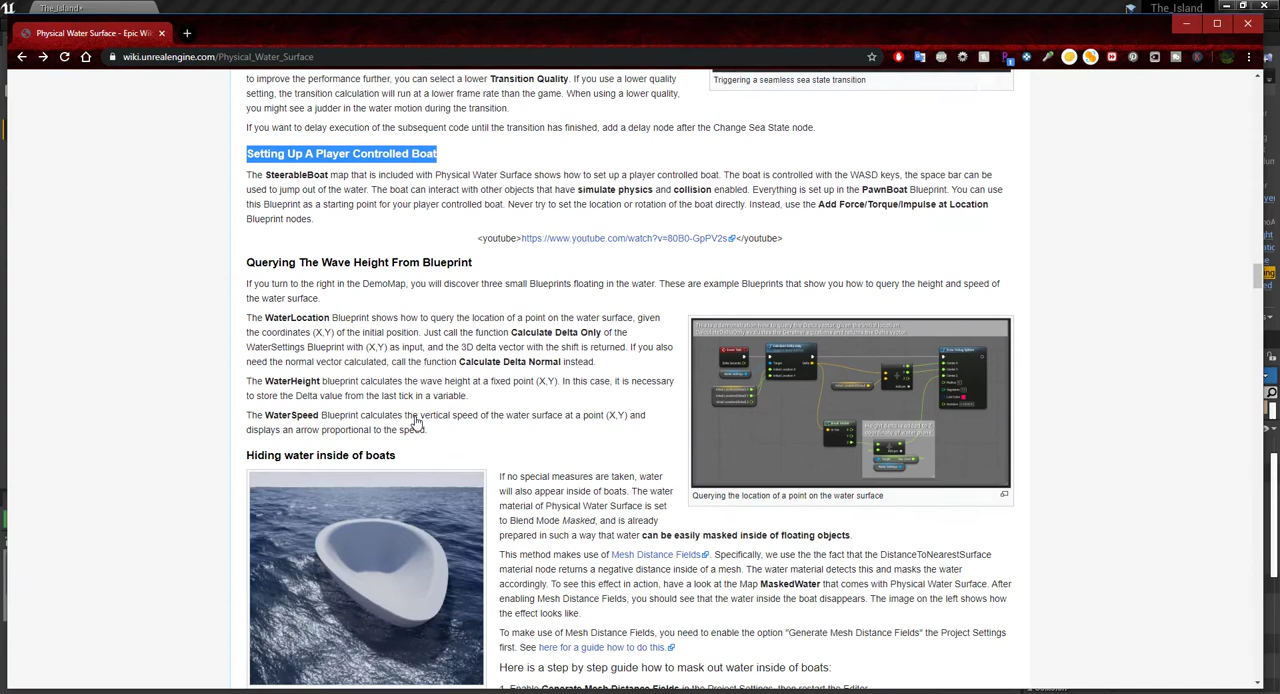 The_Island•
The_Island
Physical Water Surface - Epic Wi
wiki.unrealengine.com/Physical_Water_Surface
to improve the performance further, you can select a lower Transition Quality. If you use a lower quality
setting, the transition calculation will run at a lower frame rate than the game. When using a lower quality,
you might see a judder in the water motion during the transition.
Triggering a seamless sea state transition
If you want to delay execution of the subsequent code until the transition has finished, add a delay node after the Change Sea State node.
Setting Up A Player Controlled Boat
The SteerableBoat map that is included with Physical Water Surface shows how to set up a player controlled boat. The boat is controlled with the WASD keys, the space bar can be
used to jump out of the water. The boat can interact with other objects that have simulate physics and collision enabled. Everything is set up in the PawnBoat Blueprint. You can use
this Blueprint as a starting point for your player controlled boat. Never try to set the location or rotation of the boat directly. Instead, use the Add Force/Torque/Impulse at Location
Blueprint nodes.
<youtube>https://www.youtube.com/watch?v=80B0-GpPV2s</youtube>
Querying The Wave Height From Blueprint
If you turn to the right in the DemoMap, you will discover three small Blueprints floating in the water. These are example Blueprints that show you how to query the height and speed of
the water surface.
The WaterLocation Blueprint shows how to query the location of a point on the water surface, given
the coordinates (X,Y) of the initial position. Just call the function Calculate Delta Only of the
WaterSettings Blueprint with (X,Y) as input, and the 3D delta vector with the shift is returned. If you also
need the normal vector calculated, call the function Calculate Delta Normal instead.
The WaterHeight blueprint calculates the wave height at a fixed point (X,Y). In this case, it is necessary
to store the Delta value from the last tick in a variable.
The WaterSpeed Blueprint calculates the vertical speed of the water surface at a point (X,Y) and
displays an arrow proportional to the speed.
Querying the location of a point on the water surface
Hiding water inside of boats
If no special measures are taken, water
will also appear inside of boats. The water
material of Physical Water Surface is set
to Blend Mode Masked, and is already
prepared in such a way that water can be easily masked inside of floating objects.
This method makes use of Mesh Distance Fields. Specifically, we use the the fact that the DistanceToNearestSurface
material node returns a negative distance inside of a mesh. The water material detects this and masks the water
accordingly. To see this effect in action, have a look at the Map MaskedWater that comes with Physical Water Surface. After
enabling Mesh Distance Fields, you should see that the water inside the boat disappears. The image on the left shows how
the effect looks like.
To make use of Mesh Distance Fields, you need to enable the option "Generate Mesh Distance Fields" the Project Settings
first. See here for a guide how to do this.
Here is a step by step guide how to mask out water inside of boats:
1. Enable Generate Mesh Distance Fields in the Project Settings, then restart the Editor